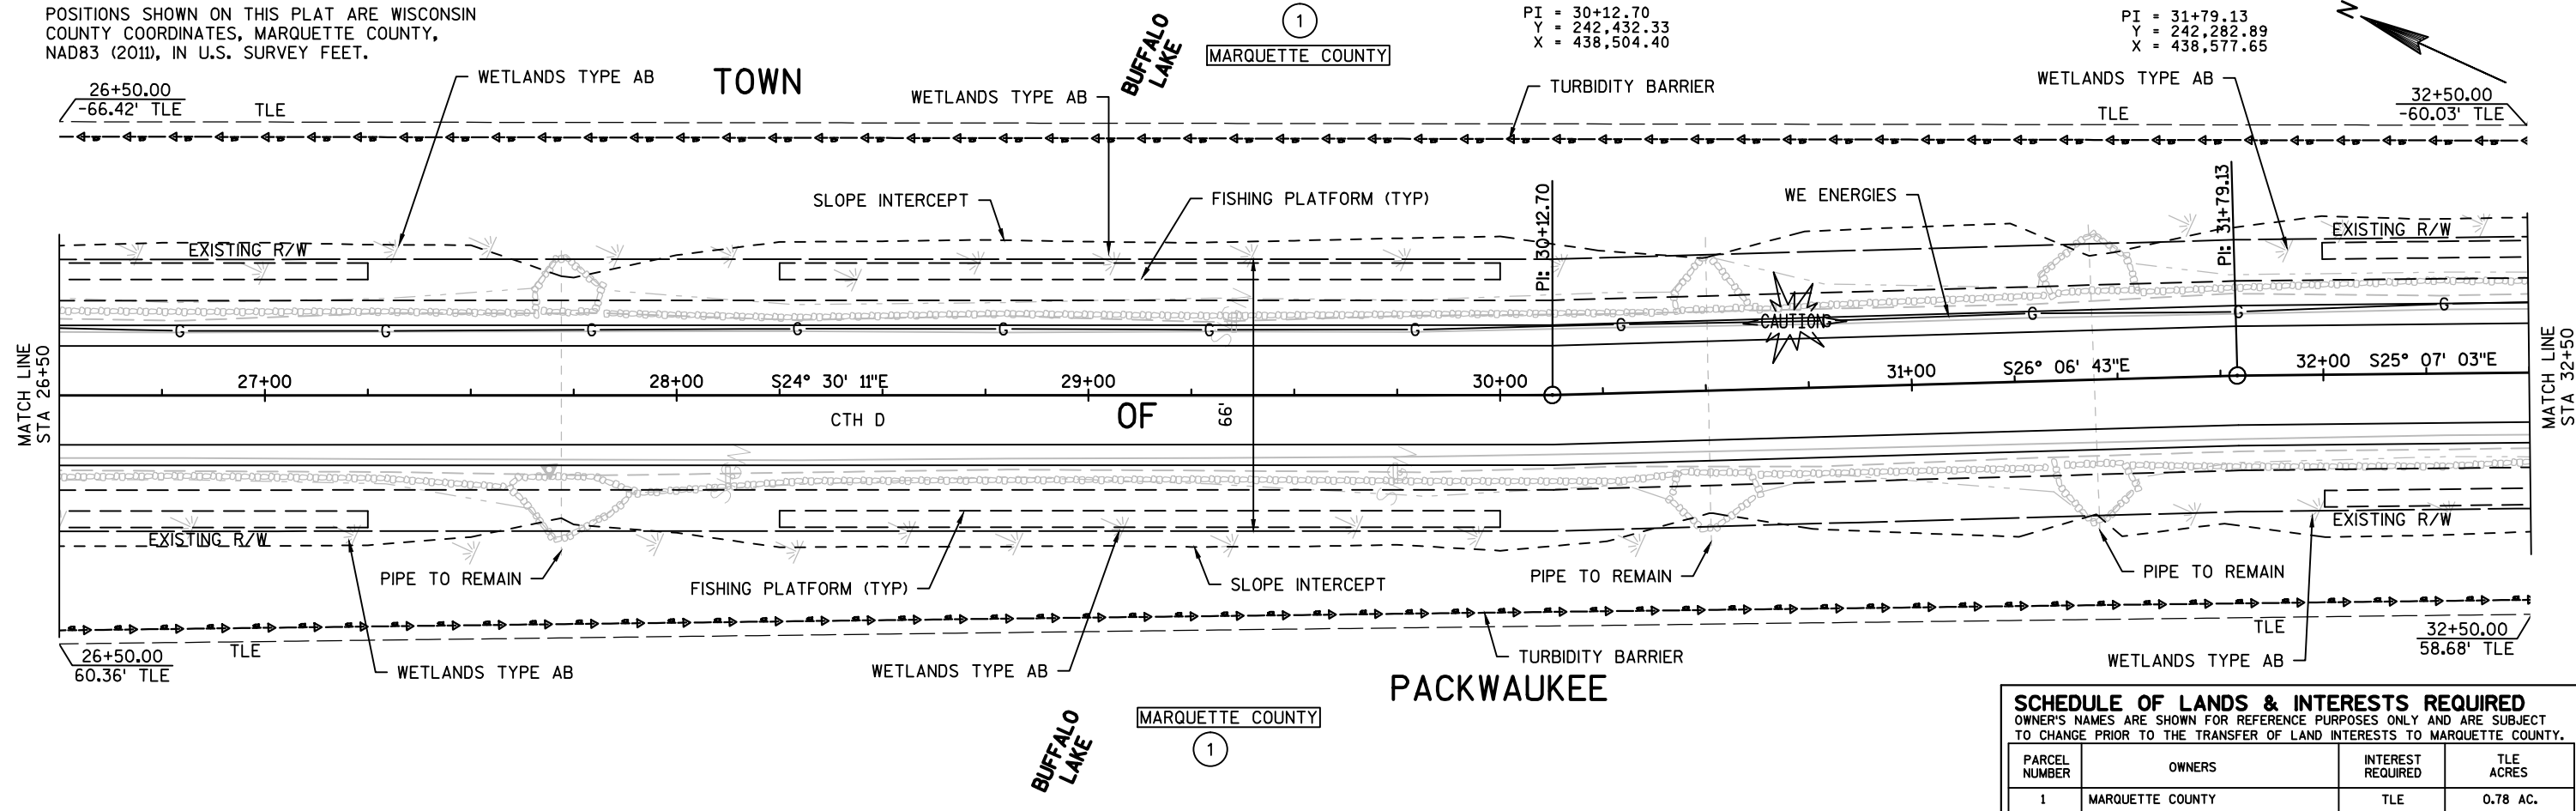 POSITIONS SHOWN ON THIS PLAT ARE WISCONSIN
COUNTY COORDINATES, MARQUETTE COUNTY,
NAD83 (2011), IN U.S. SURVEY FEET.
BUFFALO
LAKE
1
MARQUETTE COUNTY
PI = 30+12.70
Y = 242,432.33
X = 438,504.40
PI = 31+79.13
Y = 242,282.89
X = 438,577.65
N
26+50.00
-66.42' TLE
TLE
WETLANDS TYPE AB
TOWN
WETLANDS TYPE AB
TURBIDITY BARRIER
WETLANDS TYPE AB
TLE
32+50.00
-60.03' TLE
SLOPE INTERCEPT
FISHING PLATFORM (TYP)
PI: 30+12.70
WE ENERGIES
PI: 31+79.13
EXISTING R/W
EXISTING R/W
G G G G G G G G CAUTION G G G G
MATCH LINE
STA 26+50
27+00
28+00
S24° 30' 11"E
29+00
30+00
31+00
S26° 06' 43"E
32+00
S25° 07' 03"E
MATCH LINE
STA 32+50
CTH D
OF
66'
EXISTING R/W
EXISTING R/W
PIPE TO REMAIN
FISHING PLATFORM (TYP)
SLOPE INTERCEPT
PIPE TO REMAIN
PIPE TO REMAIN
26+50.00
60.36' TLE
TLE
WETLANDS TYPE AB
WETLANDS TYPE AB
TURBIDITY BARRIER
WETLANDS TYPE AB
TLE
32+50.00
58.68' TLE
PACKWAUKEE
BUFFALO
LAKE
MARQUETTE COUNTY
1
SCHEDULE OF LANDS & INTERESTS REQUIRED
OWNER'S NAMES ARE SHOWN FOR REFERENCE PURPOSES ONLY AND ARE SUBJECT
TO CHANGE PRIOR TO THE TRANSFER OF LAND INTERESTS TO MARQUETTE COUNTY.
PARCEL NUMBER OWNERS INTEREST REQUIRED TLE ACRES
1 MARQUETTE COUNTY TLE 0.78 AC.